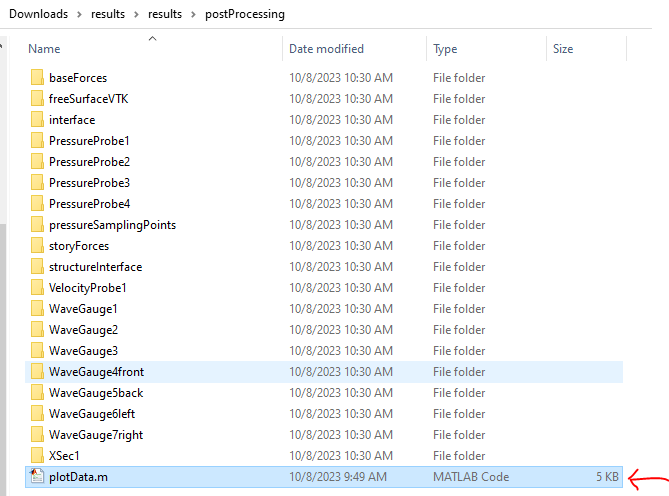 Downloads > results > results > postProcessing
Name Date modified Type Size
baseForces 10/8/2023 10:30 AM File folder
freeSurfaceVTK 10/8/2023 10:30 AM File folder
interface 10/8/2023 10:30 AM File folder
PressureProbe1 10/8/2023 10:30 AM File folder
PressureProbe2 10/8/2023 10:30 AM File folder
PressureProbe3 10/8/2023 10:30 AM File folder
PressureProbe4 10/8/2023 10:30 AM File folder
pressureSamplingPoints 10/8/2023 10:30 AM File folder
storyForces 10/8/2023 10:30 AM File folder
structureInterface 10/8/2023 10:30 AM File folder
VelocityProbe1 10/8/2023 10:30 AM File folder
WaveGauge1 10/8/2023 10:30 AM File folder
WaveGauge2 10/8/2023 10:30 AM File folder
WaveGauge3 10/8/2023 10:30 AM File folder
WaveGauge4front 10/8/2023 10:30 AM File folder
WaveGauge5back 10/8/2023 10:30 AM File folder
WaveGauge6left 10/8/2023 10:30 AM File folder
WaveGauge7right 10/8/2023 10:30 AM File folder
XSec1 10/8/2023 10:30 AM File folder
plotData.m 10/8/2023 9:49 AM MATLAB Code 5 KB